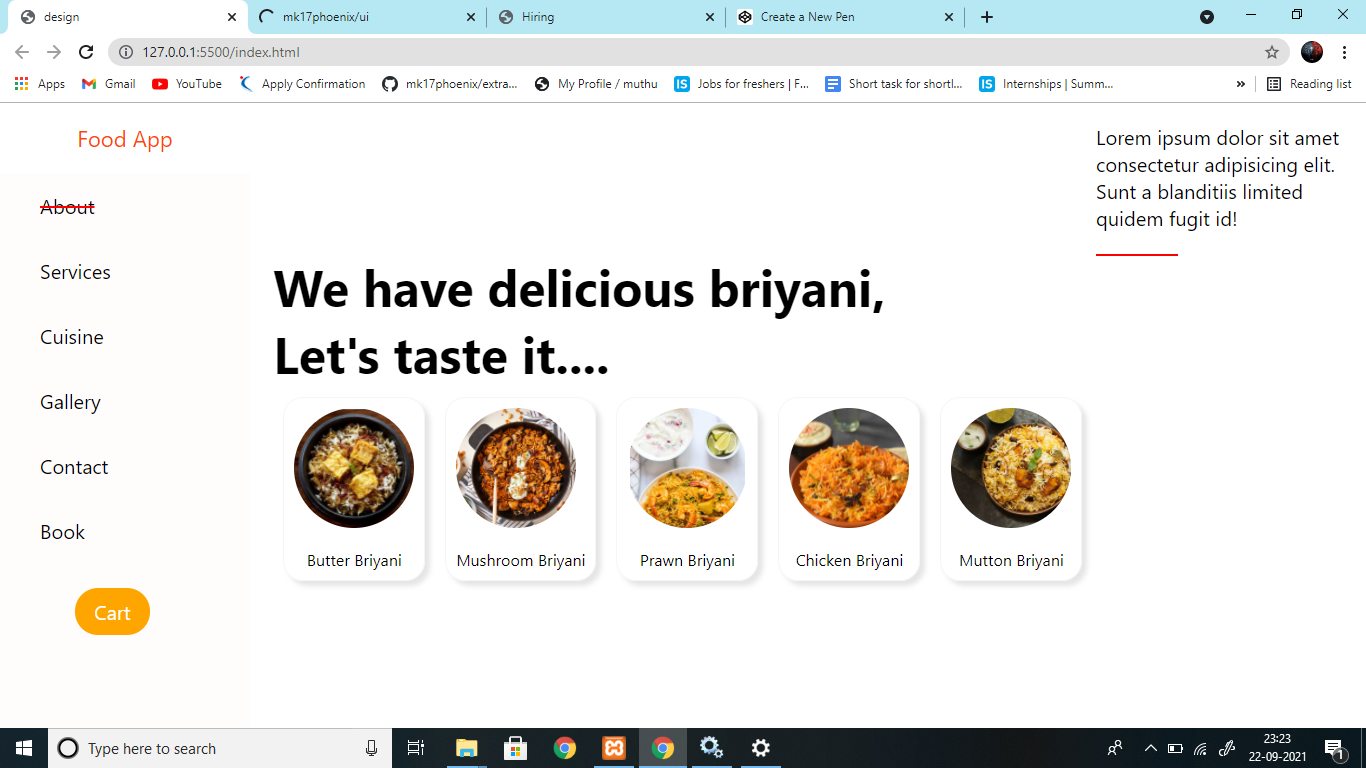 design
mk17phoenix/ui
Hiring
Create a New Pen
127.0.0.1:5500/index.html
Apps
Gmail
YouTube
Apply Confirmation
mk17phoenix/extra...
My Profile / muthu
IS
Jobs for freshers | F...
Short task for shortl...
IS
Internships | Summ...
»
Reading list
Food App
About
Services
Cuisine
Gallery
Contact
Book
Cart
We have delicious briyani,
Let's taste it....
Butter Briyani
Mushroom Briyani
Prawn Briyani
Chicken Briyani
Mutton Briyani
Lorem ipsum dolor sit amet
consectetur adipisicing elit.
Sunt a blanditiis limited
quidem fugit id!
Type here to search
23:23
22-09-2021
1